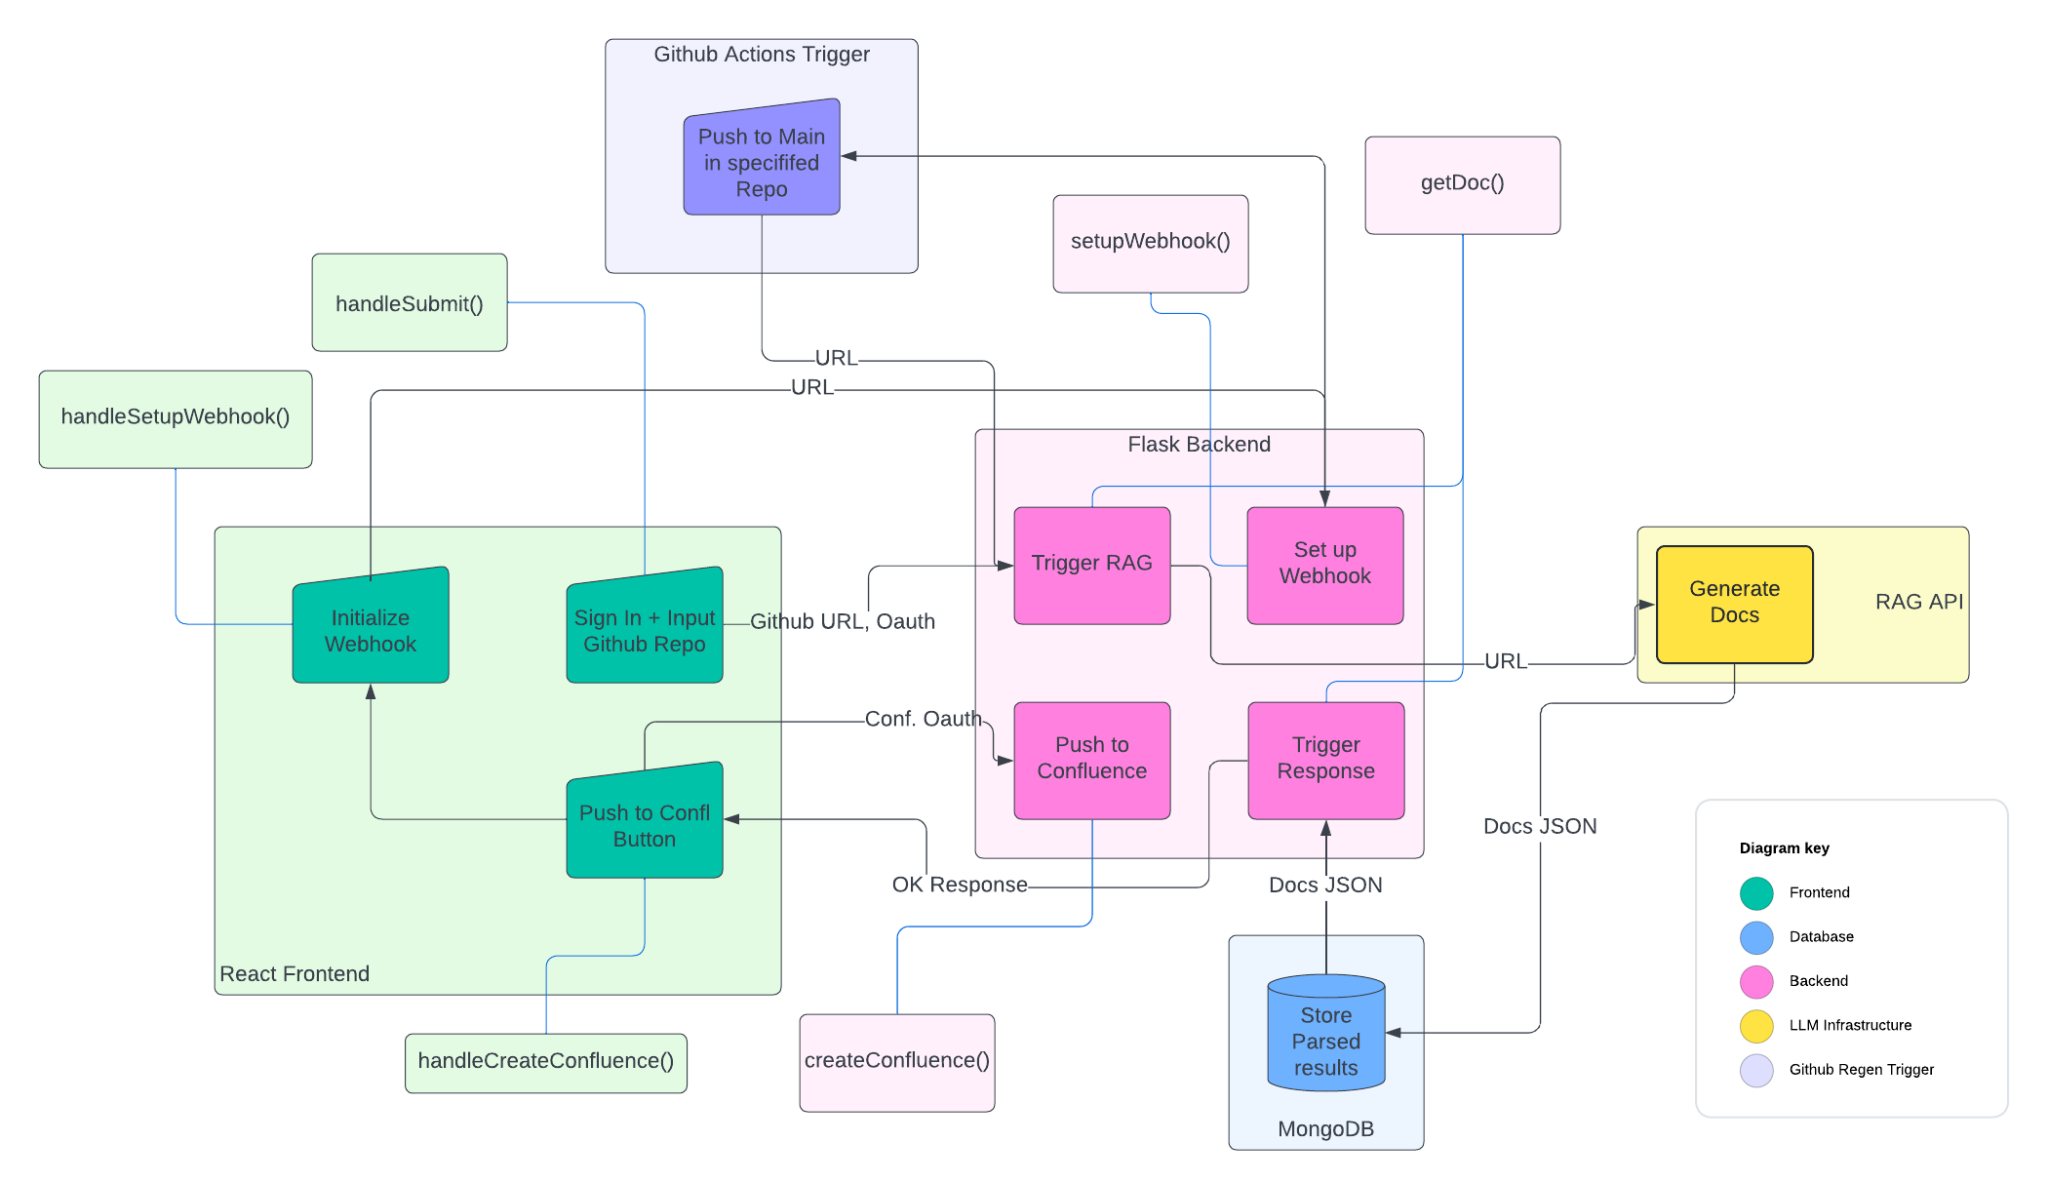 Github Actions Trigger
Push to Main
in specififed
Repo
getDoc()
setupWebhook()
handleSubmit()
URL
URL
handleSetupWebhook()
Flask Backend
Trigger RAG
Set up
Webhook
Generate
Docs
RAG API
Initialize
Webhook
Sign In + Input
Github Repo
Github URL, Oauth
URL
Conf. Oauth
Push to
Confluence
Trigger
Response
Push to Confl
Button
Docs JSON
OK Response
Docs JSON
React Frontend
Store
Parsed
results
MongoDB
handleCreateConfluence()
createConfluence()
Diagram key
Frontend
Database
Backend
LLM Infrastructure
Github Regen Trigger